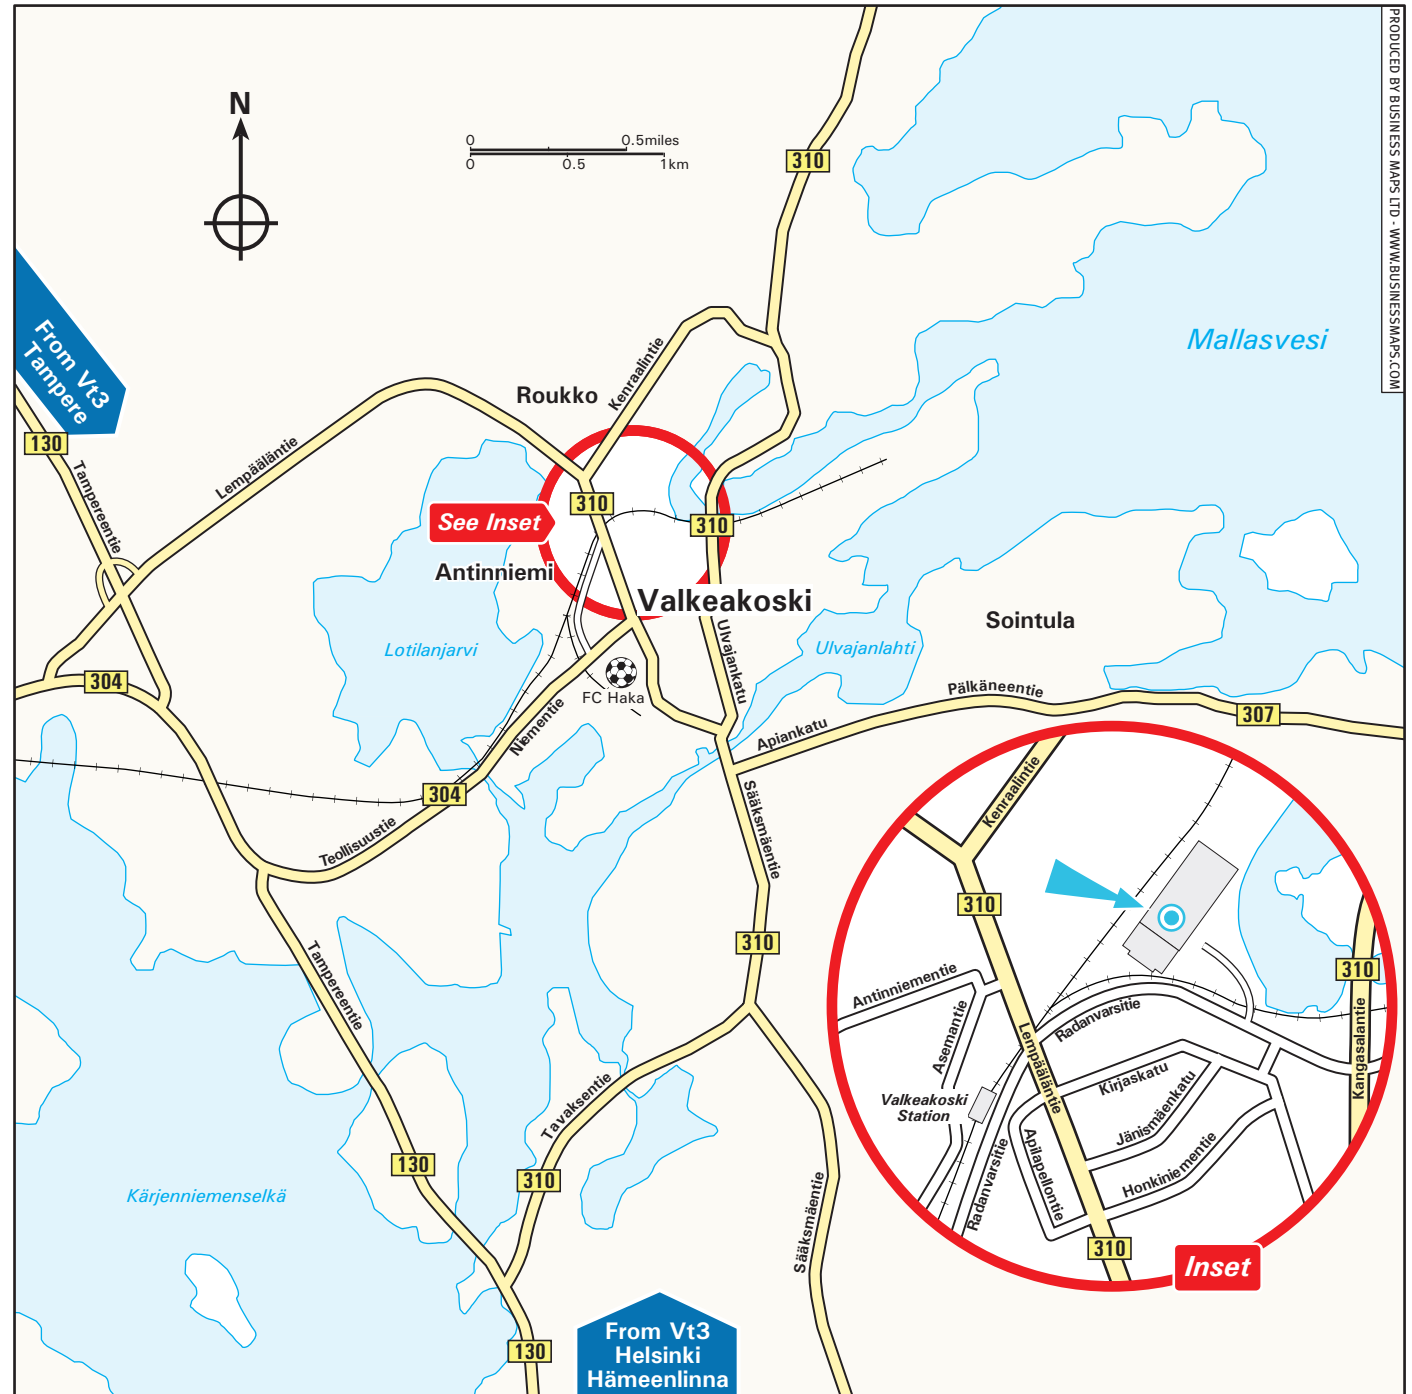 PRODUCED BY BUSINESS MAPS LTD - WWW.BUSINESSMAPS.COM
N
0 0.5miles
0 0.5 1km
310
From Vt3
Tampere
Mallasvesi
130
Roukko
Kenraalintie
Lempääläntie
Tampereentie
310
See Inset
310
Antinniemi
Valkeakoski
Sointula
Lotilanjarvi
Ulvajankatu
Ulvajanlahti
304
FC Haka
Pälkäneentie
307
Niementie
Apiankatu
304
Sääksmäentie
Teollisuustie
310
Tampereentie
Tavaksentie
130
310
Kärjenniemenselkä
Sääksmäentie
130
From Vt3
Helsinki
Hämeenlinna
Kenraalintie
310
310
Antinniementie
Asemantie
Radanvarsitie
Lempääläntie
Kangasalantie
Kirjaskatu
Valkeakoski
Station
Jänismäenkatu
Apilapellontie
Radanvarsitie
Honkiniementie
310
Inset